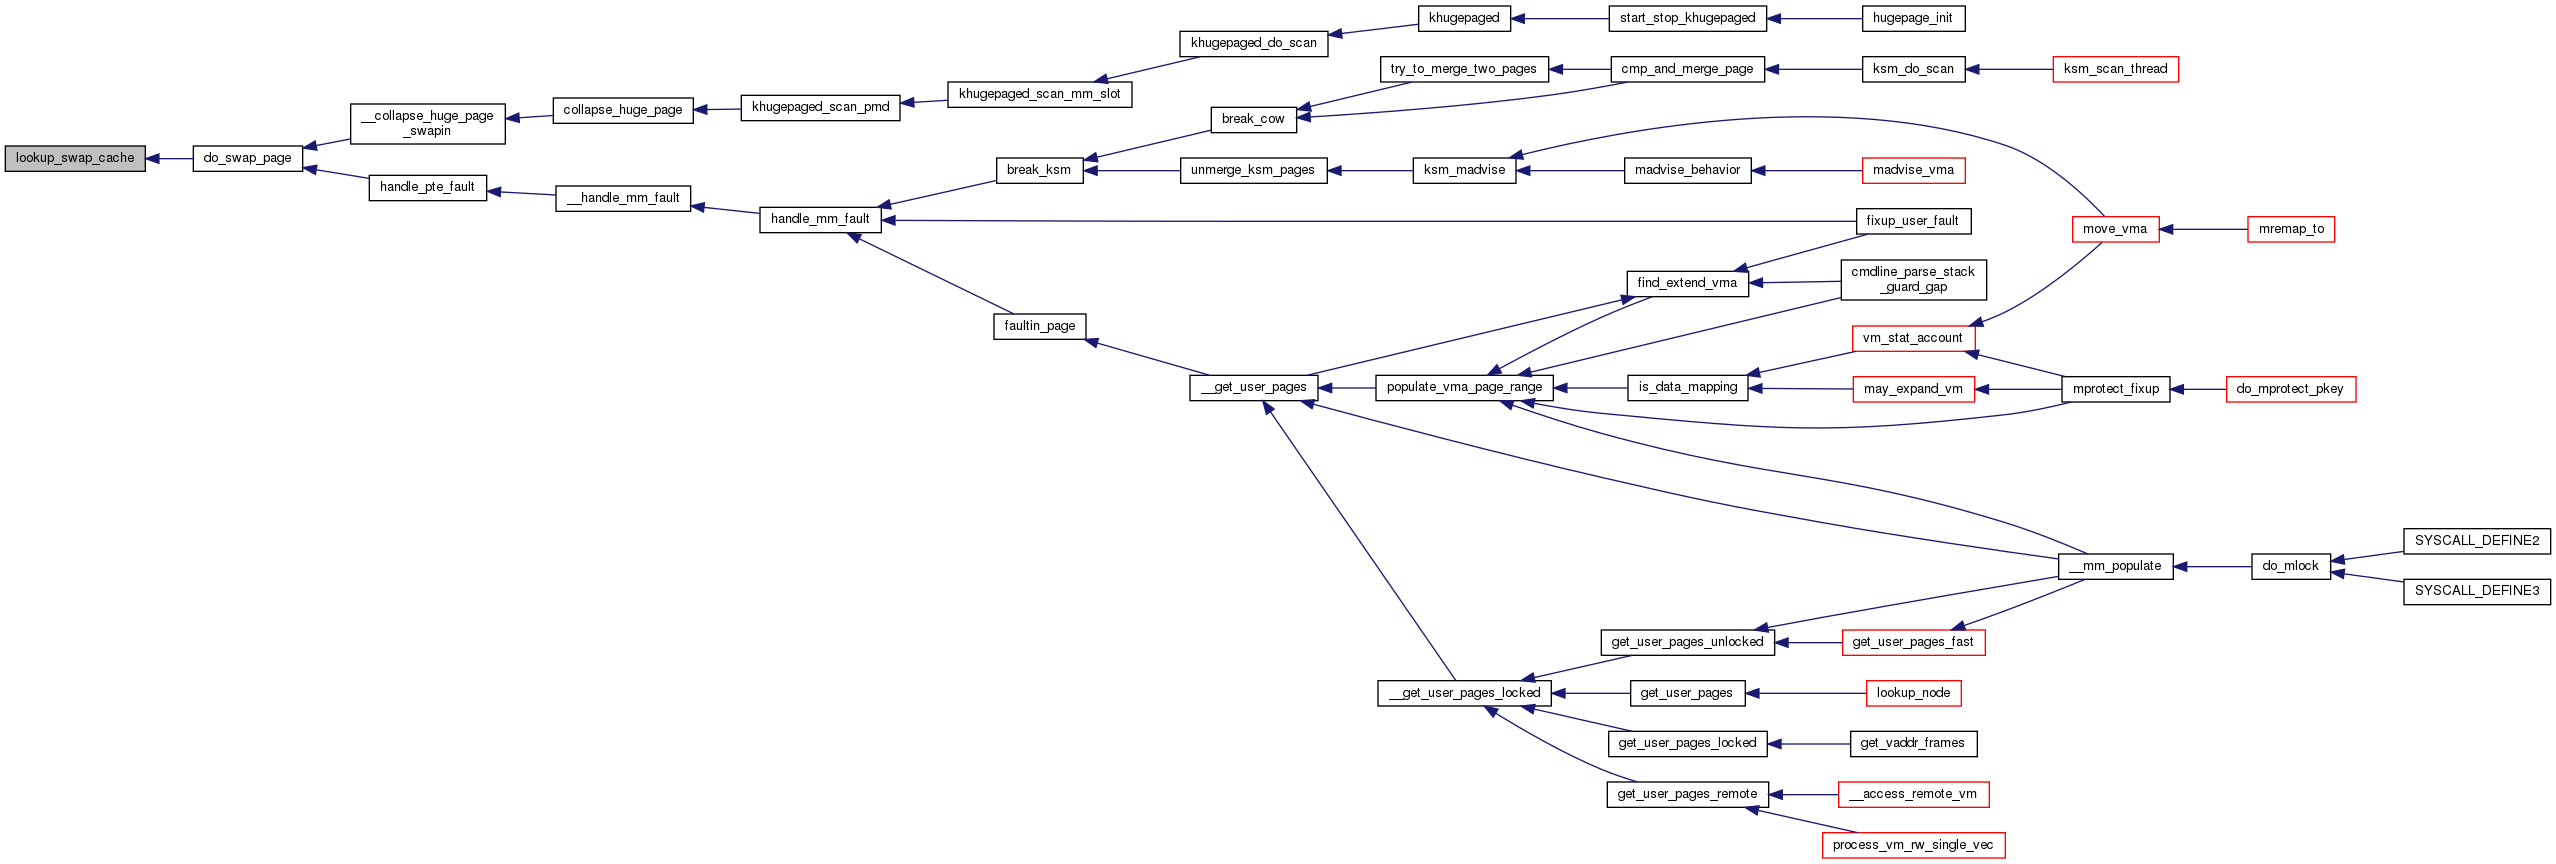 khugepaged
start_stop_khugepaged
hugepage_init
khugepaged_do_scan
try_to_merge_two_pages
cmp_and_merge_page
ksm_do_scan
ksm_scan_thread
khugepaged_scan_mm_slot
khugepaged_scan_pmd
collapse_huge_page
__collapse_huge_page
_swapin
break_cow
lookup_swap_cache
do_swap_page
break_ksm
unmerge_ksm_pages
ksm_madvise
madvise_behavior
madvise_vma
handle_pte_fault
__handle_mm_fault
handle_mm_fault
fixup_user_fault
move_vma
mremap_to
find_extend_vma
cmdline_parse_stack
_guard_gap
faultin_page
vm_stat_account
__get_user_pages
populate_vma_page_range
is_data_mapping
may_expand_vm
mprotect_fixup
do_mprotect_pkey
SYSCALL_DEFINE2
__mm_populate
do_mlock
SYSCALL_DEFINE3
get_user_pages_unlocked
get_user_pages_fast
__get_user_pages_locked
get_user_pages
lookup_node
get_user_pages_locked
get_vaddr_frames
get_user_pages_remote
__access_remote_vm
process_vm_rw_single_vec